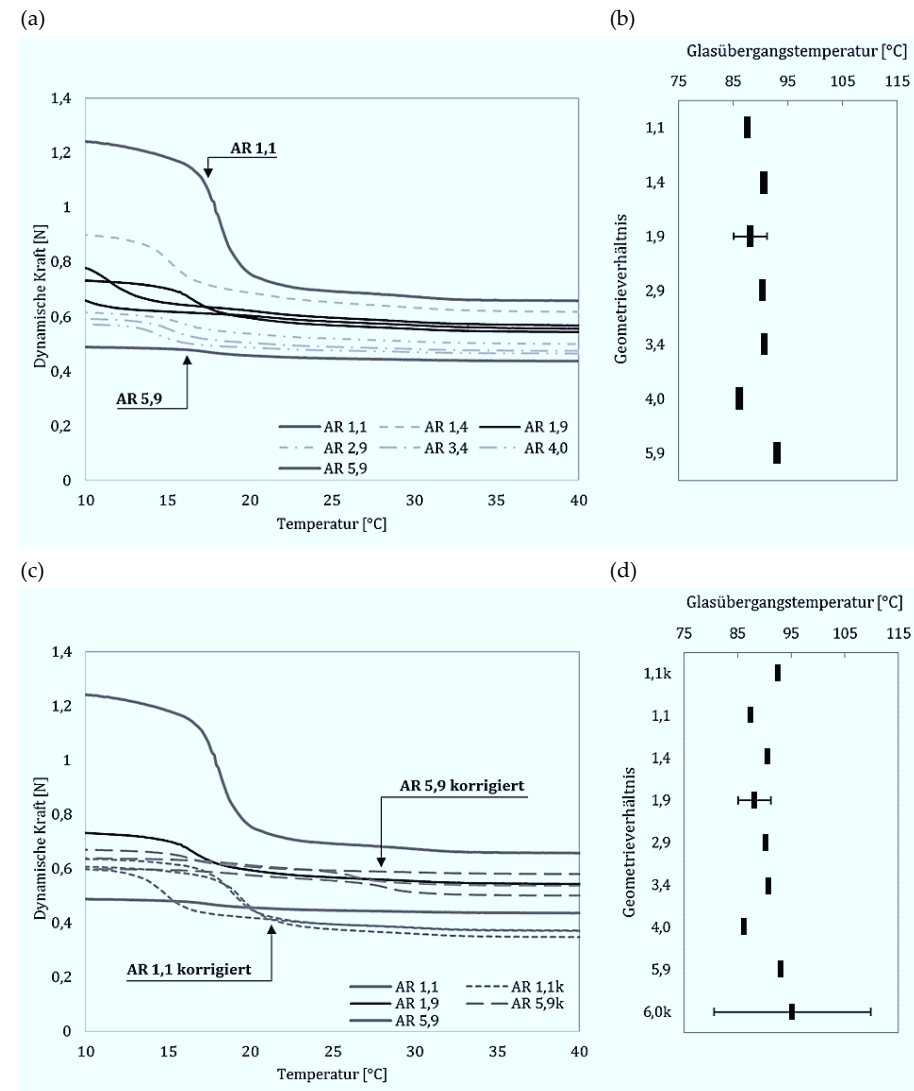 (a)
(b)
Glasübergangstemperatur [°C]
75 85 95 105 115
1,4
1,2
1
0,8
0,6
0,4
0,2
0
Dynamische Kraft [N]
AR 1,1
AR 5,9
AR 1,1 AR 1,4 AR 1,9
AR 2,9 AR 3,4 AR 4,0
AR 5,9
10 15 20 25 30 35 40
Temperatur [°C]
Geometrieverhältnis
1,1
1,4
1,9
2,9
3,4
4,0
5,9
(c)
(d)
Glasübergangstemperatur [°C]
75 85 95 105 115
1,4
1,2
1
0,8
0,6
0,4
0,2
0
Dynamische Kraft [N]
AR 5,9 korrigiert
AR 1,1 korrigiert
AR 1,1 AR 1,1k
AR 1,9 AR 5,9k
AR 5,9
10 15 20 25 30 35 40
Temperatur [°C]
Geometrieverhältnis
1,1k
1,1
1,4
1,9
2,9
3,4
4,0
5,9
6,0k